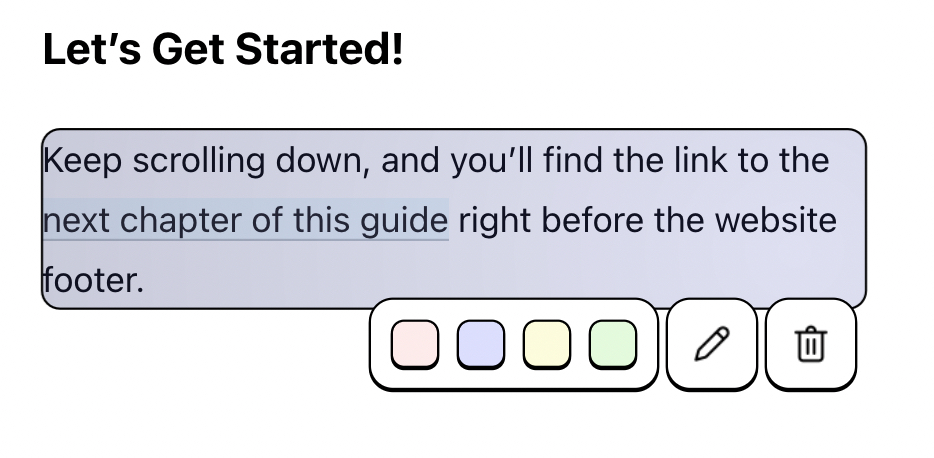 Let’s Get Started!
Keep scrolling down, and you’ll find the link to the
next chapter of this guide right before the website
footer.